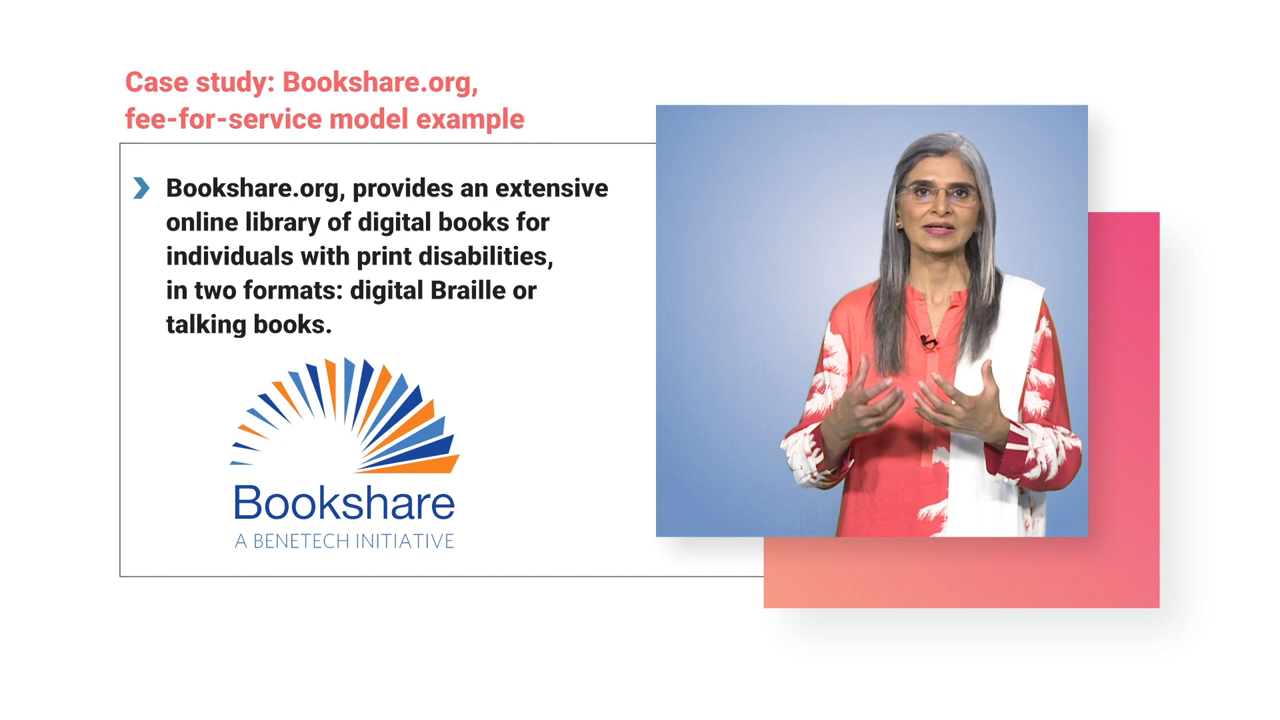 Case study: Bookshare.org,
fee-for-service model example
Bookshare.org, provides an extensive
online library of digital books for
individuals with print disabilities,
in two formats: digital Braille or
talking books.
Bookshare
A BENETECH INITIATIVE